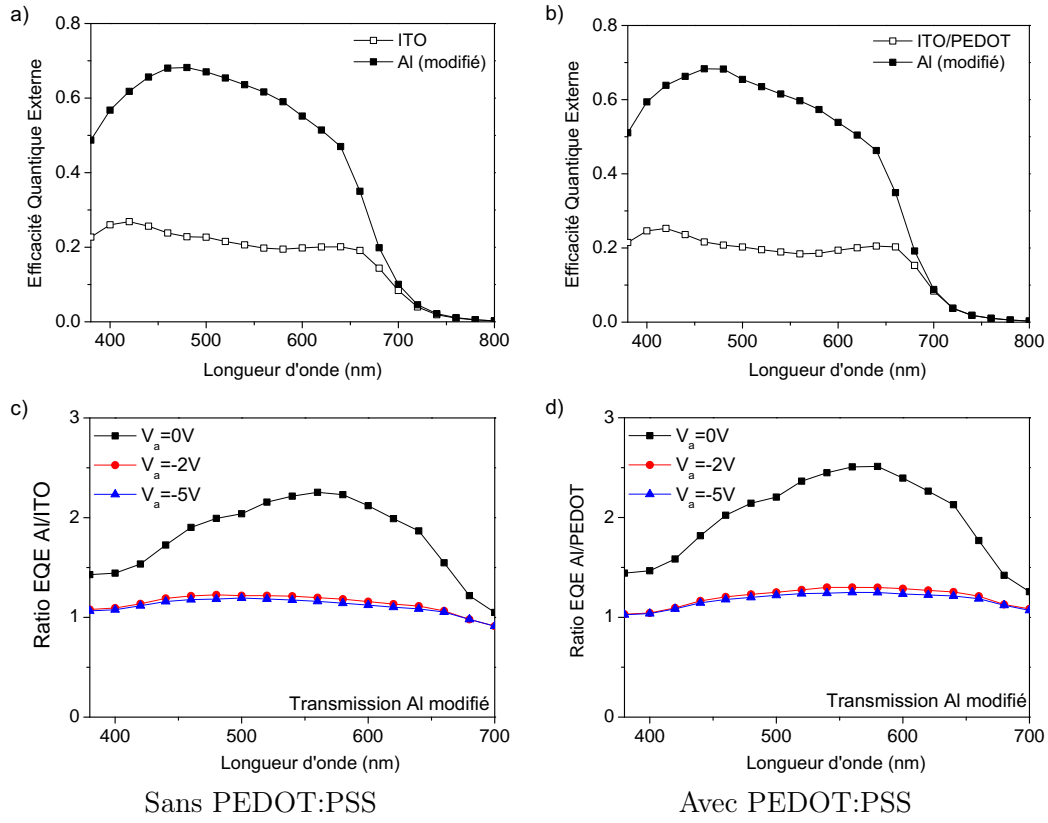 a)
Efficacité Quantique Externe
0.8
0.6
0.4
0.2
0.0
ITO
Al (modifié)
400
500
600
700
800
Longueur d'onde (nm)
b)
Efficacité Quantique Externe
0.8
0.6
0.4
0.2
0.0
ITO/PEDOT
Al (modifié)
400
500
600
700
800
Longueur d'onde (nm)
c)
Ratio EQE Al/ITO
3
2
1
0
Va=0V
Va=-2V
Va=-5V
Transmission Al modifié
400
500
600
700
Longueur d'onde (nm)
d)
Ratio EQE Al/PEDOT
3
2
1
0
Va=0V
Va=-2V
Va=-5V
Transmission Al modifié
400
500
600
700
Longueur d'onde (nm)
Sans PEDOT:PSS
Avec PEDOT:PSS